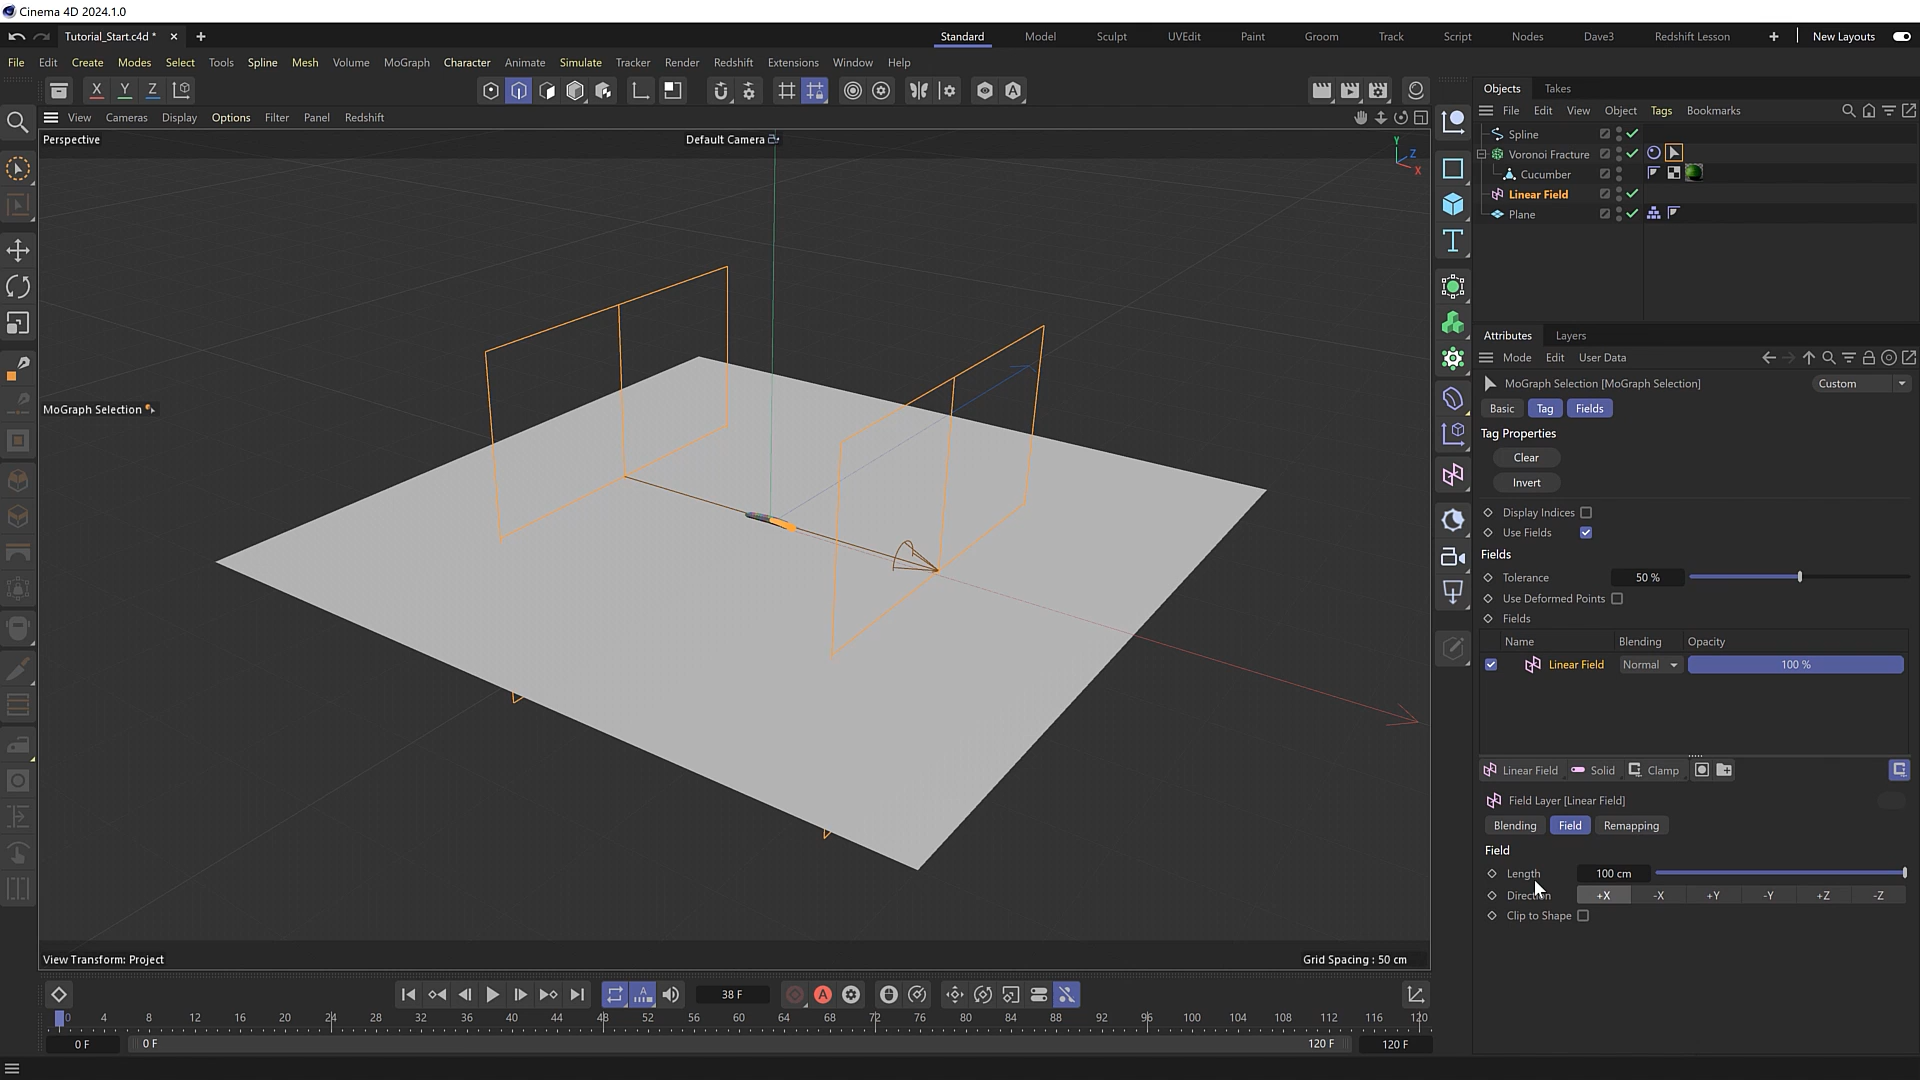 Cinema 4D 2024.1.0
Tutorial_Start.c4d *
Standard Model Sculpt UVEdit Paint Groom Track Script Nodes Dave3 Redshift Lesson New Layouts
File Edit Create Modes Select Tools Spline Mesh Volume MoGraph Character Animate Simulate Tracker Render Redshift Extensions Window Help
X Y Z
View Cameras Display Options Filter Panel Redshift
Perspective
Default Camera
Y
Z
X
MoGraph Selection
View Transform: Project
Grid Spacing : 50 cm
Objects Takes
File Edit View Object Tags Bookmarks
Spline
Voronoi Fracture
Cucumber
Linear Field
Plane
Attributes Layers
Mode Edit User Data
MoGraph Selection [MoGraph Selection]
Custom
Basic Tag Fields
Tag Properties
Clear
Invert
Display Indices
Use Fields
Fields
Tolerance 50 %
Use Deformed Points
Fields
Name Blending Opacity
Linear Field Normal 100 %
Linear Field Solid Clamp
Field Layer [Linear Field]
Blending Field Remapping
Field
Length 100 cm
Direction +X -X +Y -Y +Z -Z
Clip to Shape
38 F
0 4 8 12 16 20 24 28 32 36 40 44 48 52 56 60 64 68 72 76 80 84 88 92 96 100 104 108 112 116 120
0 F 0 F 120 F 120 F